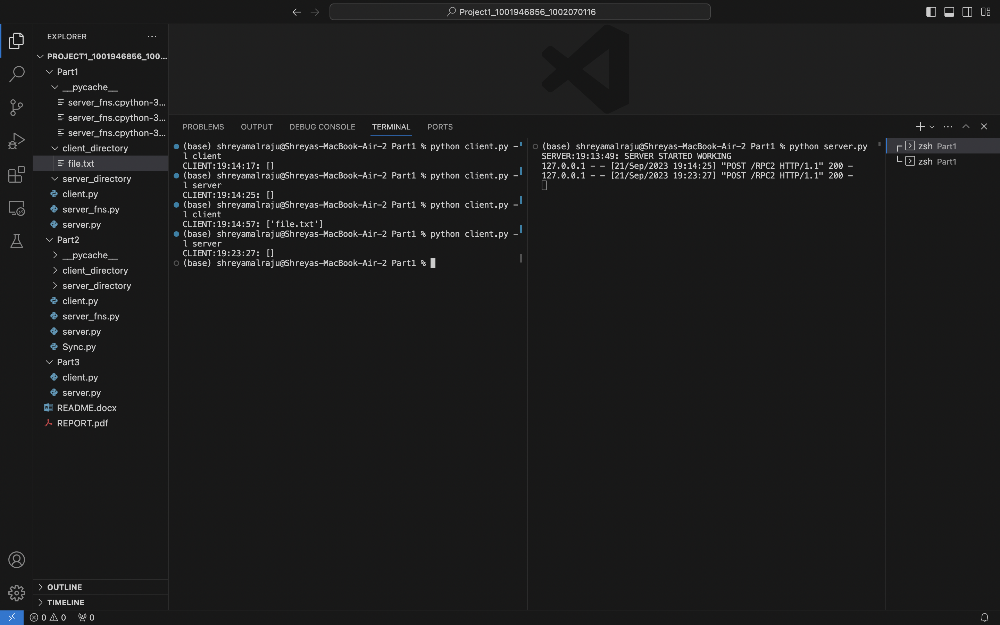 Project1_1001946856_1002070116
EXPLORER
PROJECT1_1001946856_100...
Part1
__pycache__
server_fns.cpython-3...
server_fns.cpython-3...
server_fns.cpython-3...
client_directory
file.txt
server_directory
client.py
server_fns.py
server.py
Part2
__pycache__
client_directory
server_directory
client.py
server_fns.py
server.py
Sync.py
Part3
client.py
server.py
README.docx
REPORT.pdf
OUTLINE
TIMELINE
PROBLEMS OUTPUT DEBUG CONSOLE TERMINAL PORTS
(base) shreyamalraju@Shreyas-MacBook-Air-2 Part1 % python client.py -
l client
CLIENT:19:14:17: []
(base) shreyamalraju@Shreyas-MacBook-Air-2 Part1 % python client.py -
l server
CLIENT:19:14:25: []
(base) shreyamalraju@Shreyas-MacBook-Air-2 Part1 % python client.py -
l client
CLIENT:19:14:57: ['file.txt']
(base) shreyamalraju@Shreyas-MacBook-Air-2 Part1 % python client.py -
l server
CLIENT:19:23:27: []
(base) shreyamalraju@Shreyas-MacBook-Air-2 Part1 %
(base) shreyamalraju@Shreyas-MacBook-Air-2 Part1 % python server.py
SERVER:19:13:49: SERVER STARTED WORKING
127.0.0.1 - - [21/Sep/2023 19:14:25] "POST /RPC2 HTTP/1.1" 200 -
127.0.0.1 - - [21/Sep/2023 19:23:27] "POST /RPC2 HTTP/1.1" 200 -
zsh Part1
zsh Part1
0 0 0